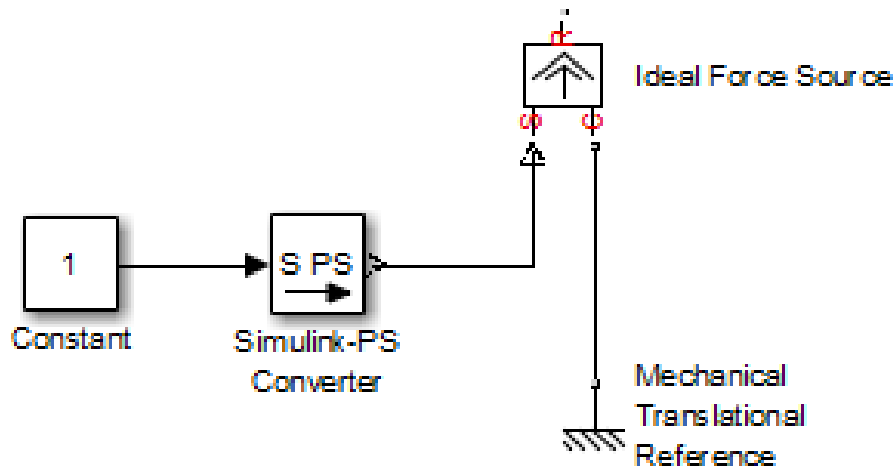 R
Ideal Force Source
S
C
1
S PS
Constant
Simulink-PS
Converter
Mechanical
Translational
Reference